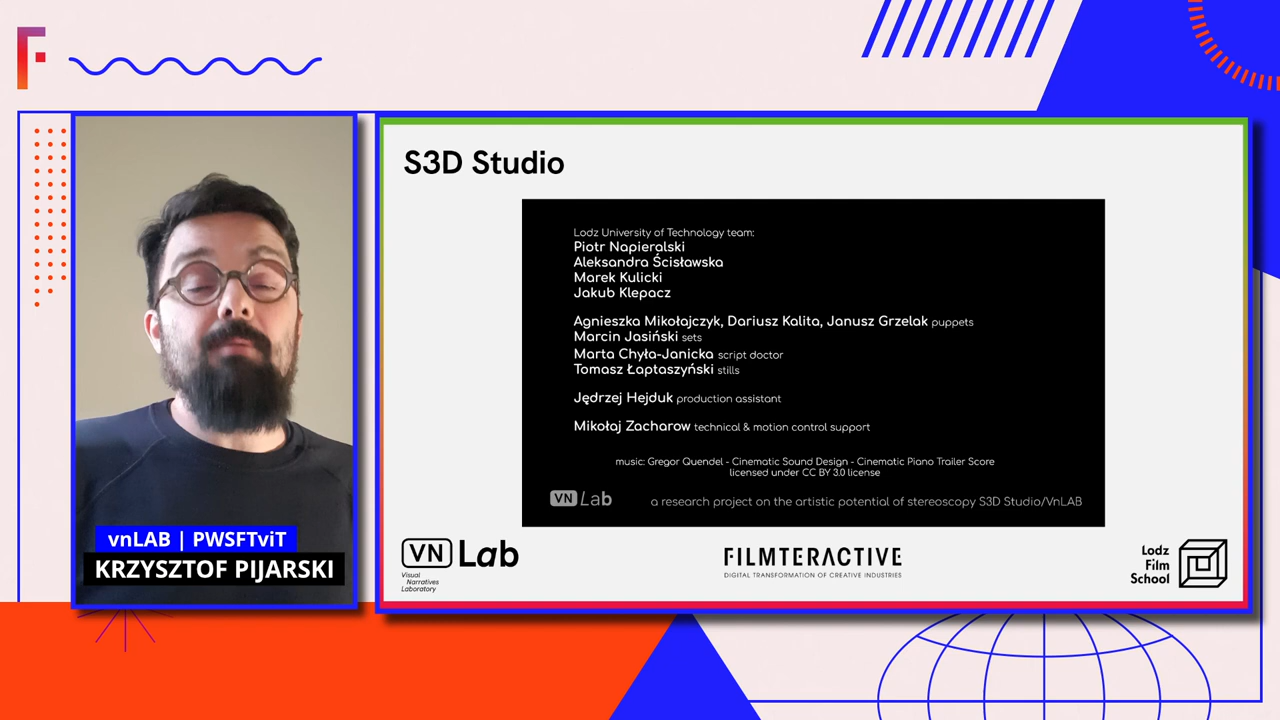 S3D Studio
Lodz University of Technology team:
Piotr Napieralski
Aleksandra Ścisławska
Marek Kulicki
Jakub Klepacz
Agnieszka Mikołajczyk, Dariusz Kalita, Janusz Grzelak puppets
Marcin Jasiński sets
Marta Chyła-Janicka script doctor
Tomasz Łaptaszyński stills
Jędrzej Hejduk production assistant
Mikołaj Zacharow technical & motion control support
music: Gregor Quendel - Cinematic Sound Design - Cinematic Piano Trailer Score
licensed under CC BY 3.0 license
VN Lab
a research project on the artistic potential of stereoscopy S3D Studio/VnLAB
vnLAB | PWSFTviT
KRZYSZTOF PIJARSKI
VN Lab
Visual
Narratives
Laboratory
FILMTERACTIVE
DIGITAL TRANSFORMATION OF CREATIVE INDUSTRIES
Lodz
Film
School